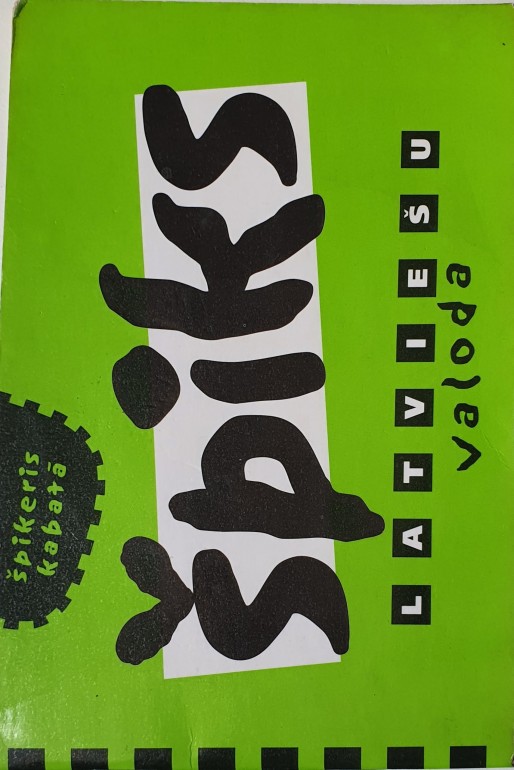 špikeris
kabatā
špiks
LATVIEŠU
valoda